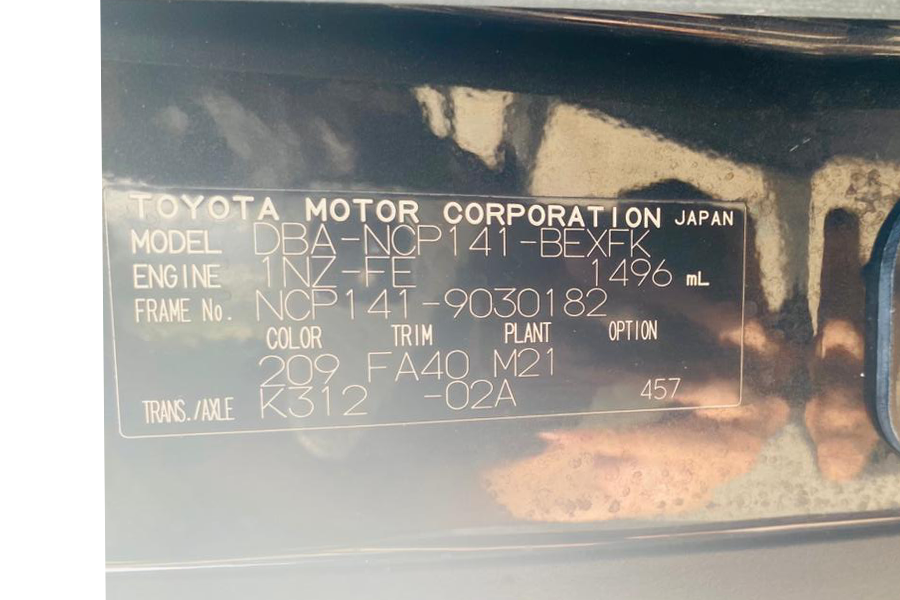 TOYOTA MOTOR CORPORATION JAPAN
MODEL DBA-NCP141-BEXFK
ENGINE 1NZ-FE 1496 mL
FRAME No. NCP141-9030182
COLOR TRIM PLANT OPTION
209 FA40 M21
TRANS./AXLE K312 -02A 457